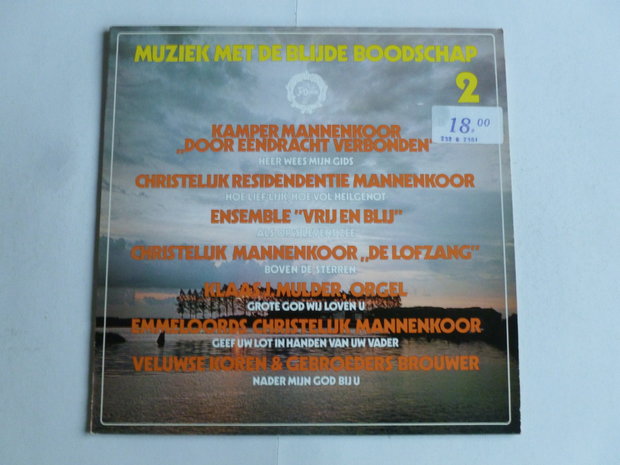 MUZIEK MET DE BLIJDE BOODSCHAP
2
18.00
KAMPER MANNENKOOR
„DOOR EENDRACHT VERBONDEN"
HEER WEES MIJN GIDS
CHRISTELIJK RESIDENDENTIE MANNENKOOR
HOE LIEF'LIJK, HOE VOL HEILGENOT
ENSEMBLE "VRIJ EN BLIJ"
CHRISTELIJK MANNENKOOR „DE LOFZANG"
BOVEN DE STERREN
KLAAS J. MULDER, ORGEL
GROTE GOD WIJ LOVEN U
EMMELOORDS CHRISTELIJK MANNENKOOR
GEEF UW LOT IN HANDEN VAN UW VADER
VELUWSE KOREN & GEBROEDERS BROUWER
NADER MIJN GOD BIJ U